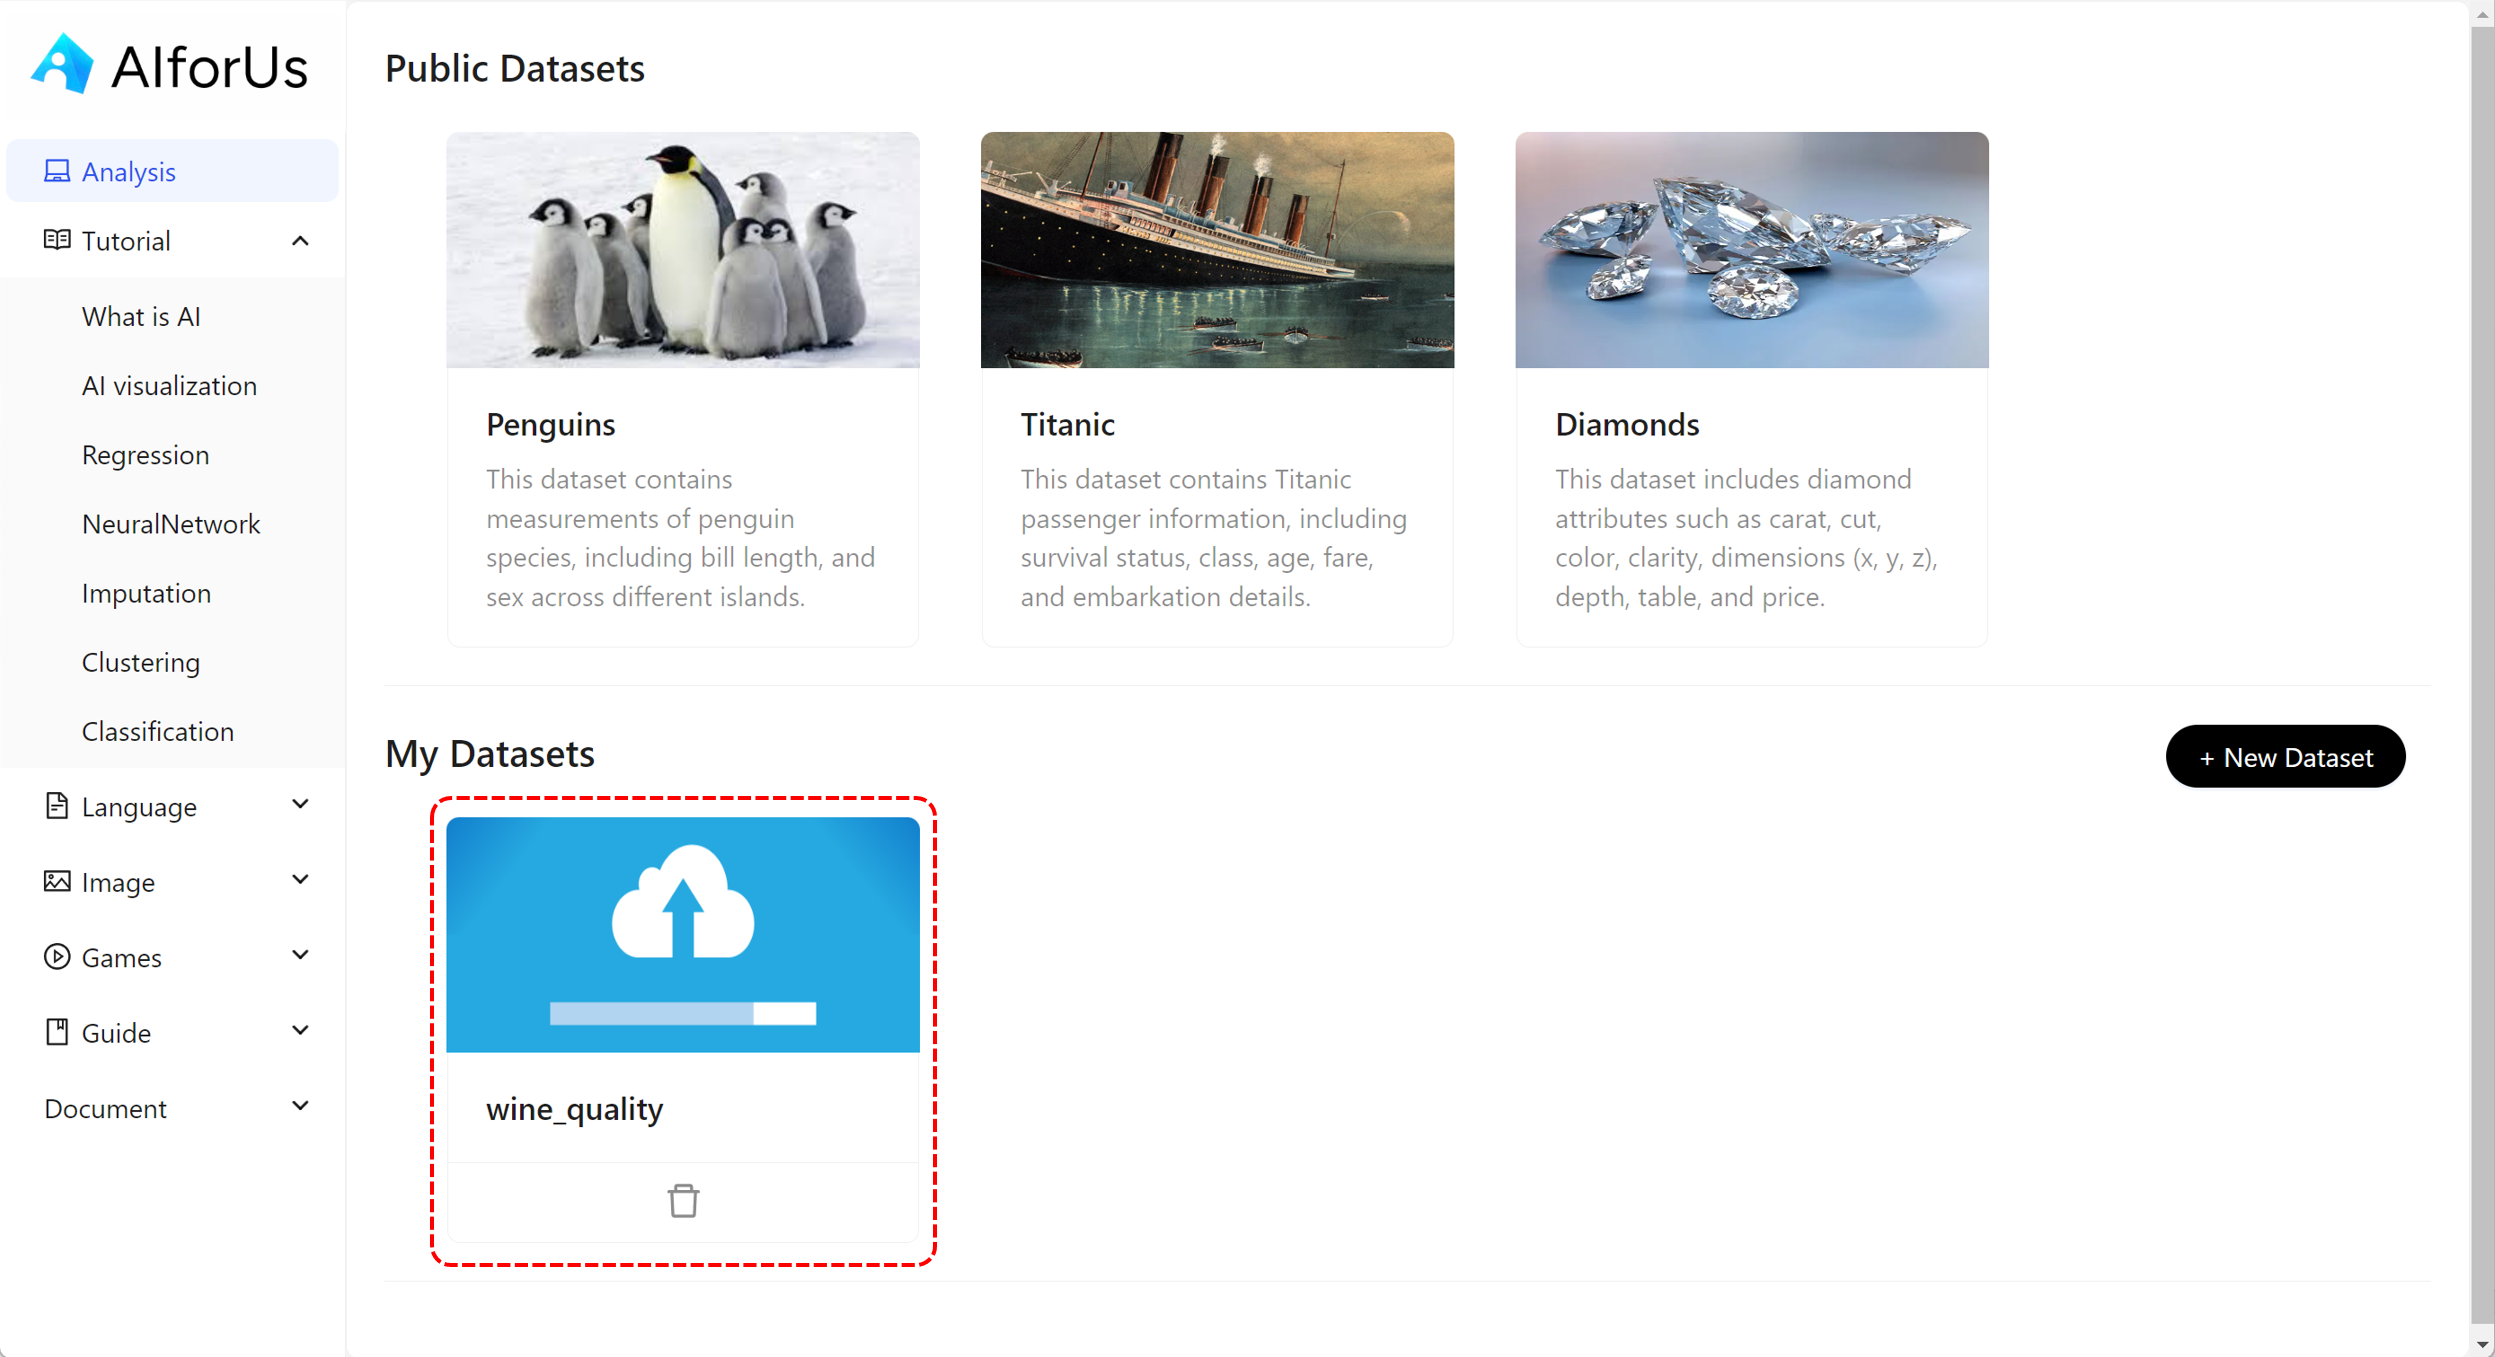 AIforUs
Analysis
Tutorial
What is AI
AI visualization
Regression
NeuralNetwork
Imputation
Clustering
Classification
Language
Image
Games
Guide
Document
Public Datasets
Penguins
This dataset contains
measurements of penguin
species, including bill length, and
sex across different islands.
Titanic
This dataset contains Titanic
passenger information, including
survival status, class, age, fare,
and embarkation details.
Diamonds
This dataset includes diamond
attributes such as carat, cut,
color, clarity, dimensions (x, y, z),
depth, table, and price.
My Datasets
+ New Dataset
wine_quality